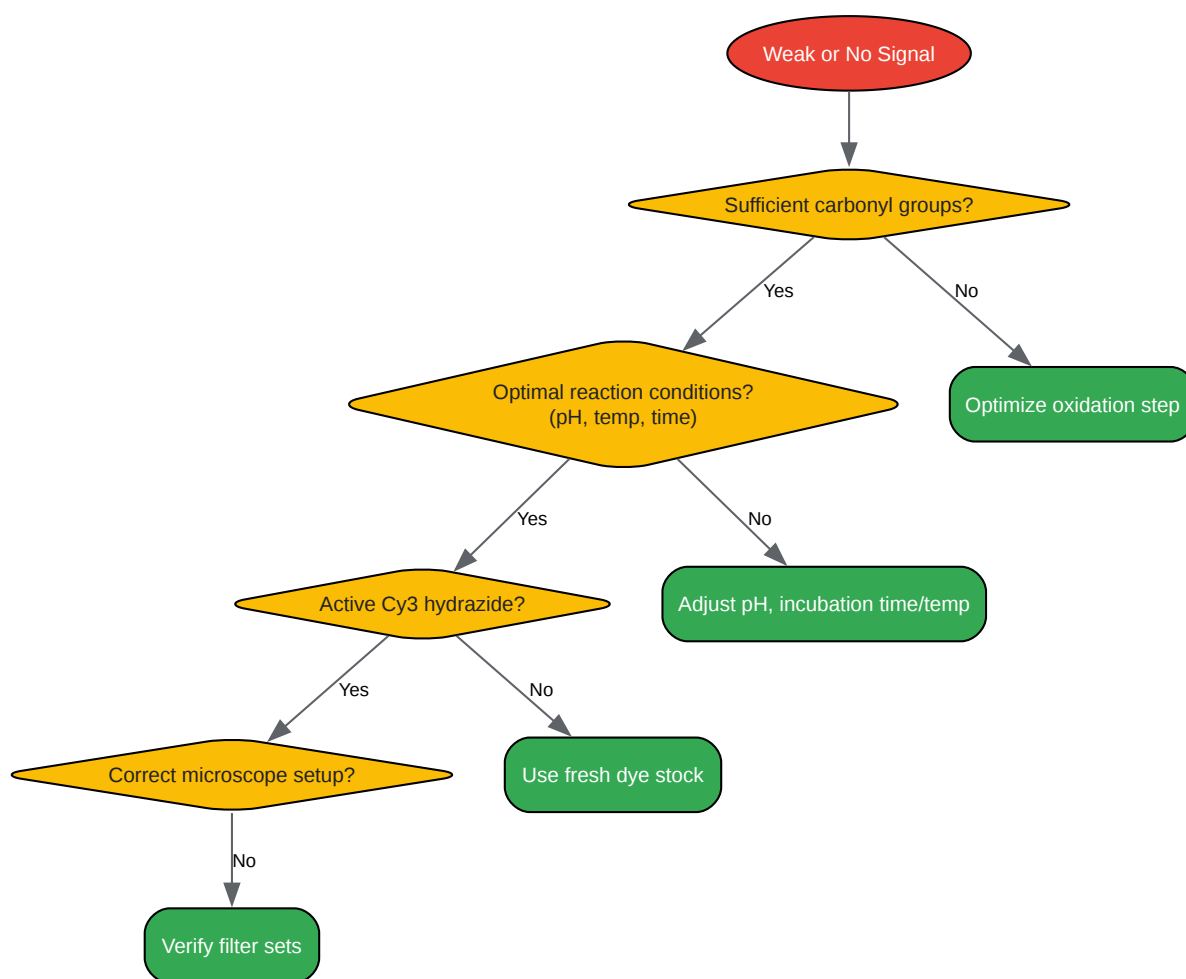 Weak or No Signal
Sufficient carbonyl groups?
Yes
No
Optimal reaction conditions?
(pH, temp, time)
Optimize oxidation step
Yes
No
Active Cy3 hydrazide?
Adjust pH, incubation time/temp
Yes
No
Correct microscope setup?
Use fresh dye stock
No
Verify filter sets